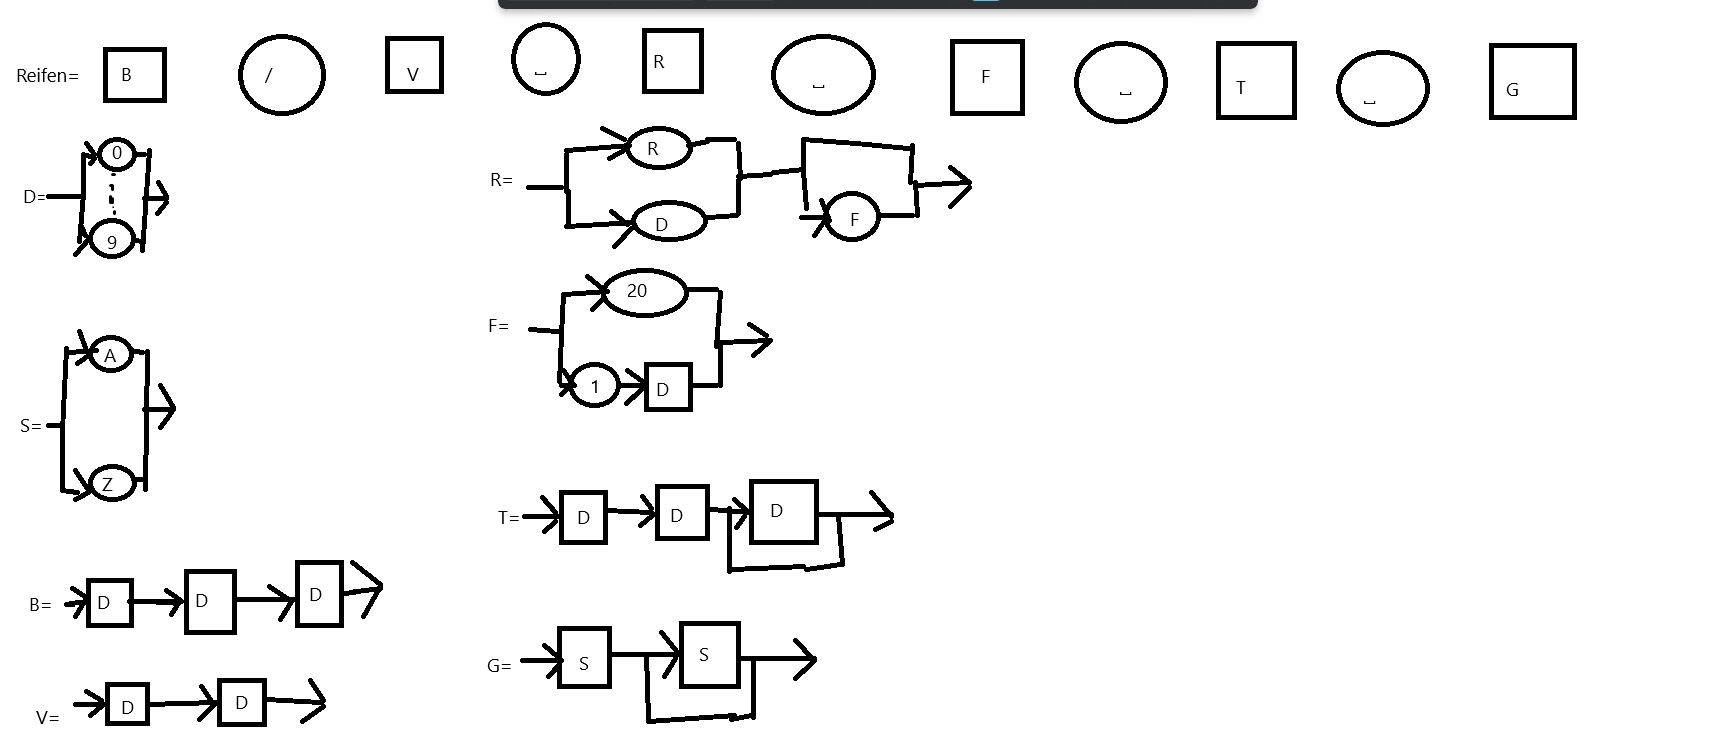 Reifen= B / V ⎵ R ⎵ F ⎵ T ⎵ G
D= 0 9
R= R D F
F= 20 1 D
S= A Z
T= D D D
B= D D D
G= S S
V= D D